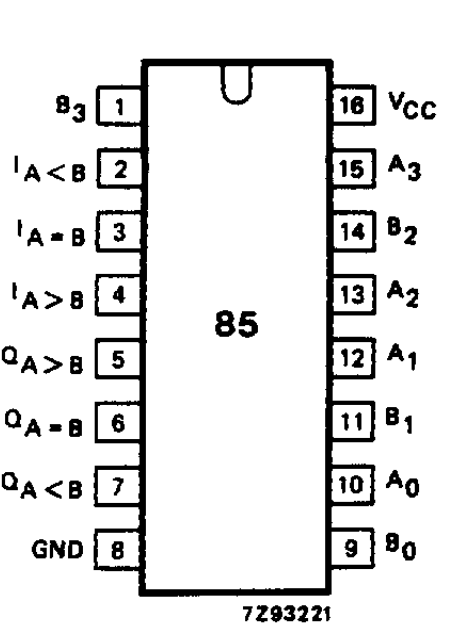 B3 1 16 VCC
IA<B 2 15 A3
IA=B 3 14 B2
IA>B 4 13 A2
85
QA>B 5 12 A1
QA=B 6 11 B1
QA<B 7 10 A0
GND 8 9 B0
7Z93221